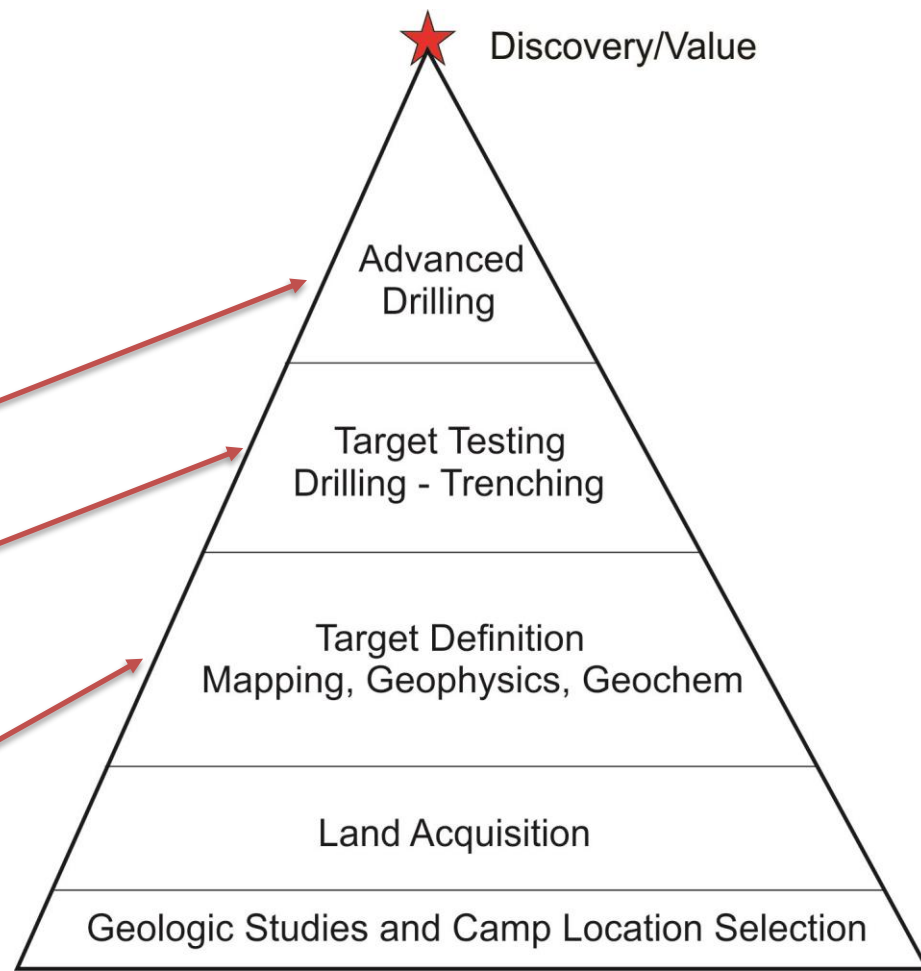 Discovery/Value
Advanced
Drilling
Target Testing
Drilling - Trenching
Target Definition
Mapping, Geophysics, Geochem
Land Acquisition
Geologic Studies and Camp Location Selection